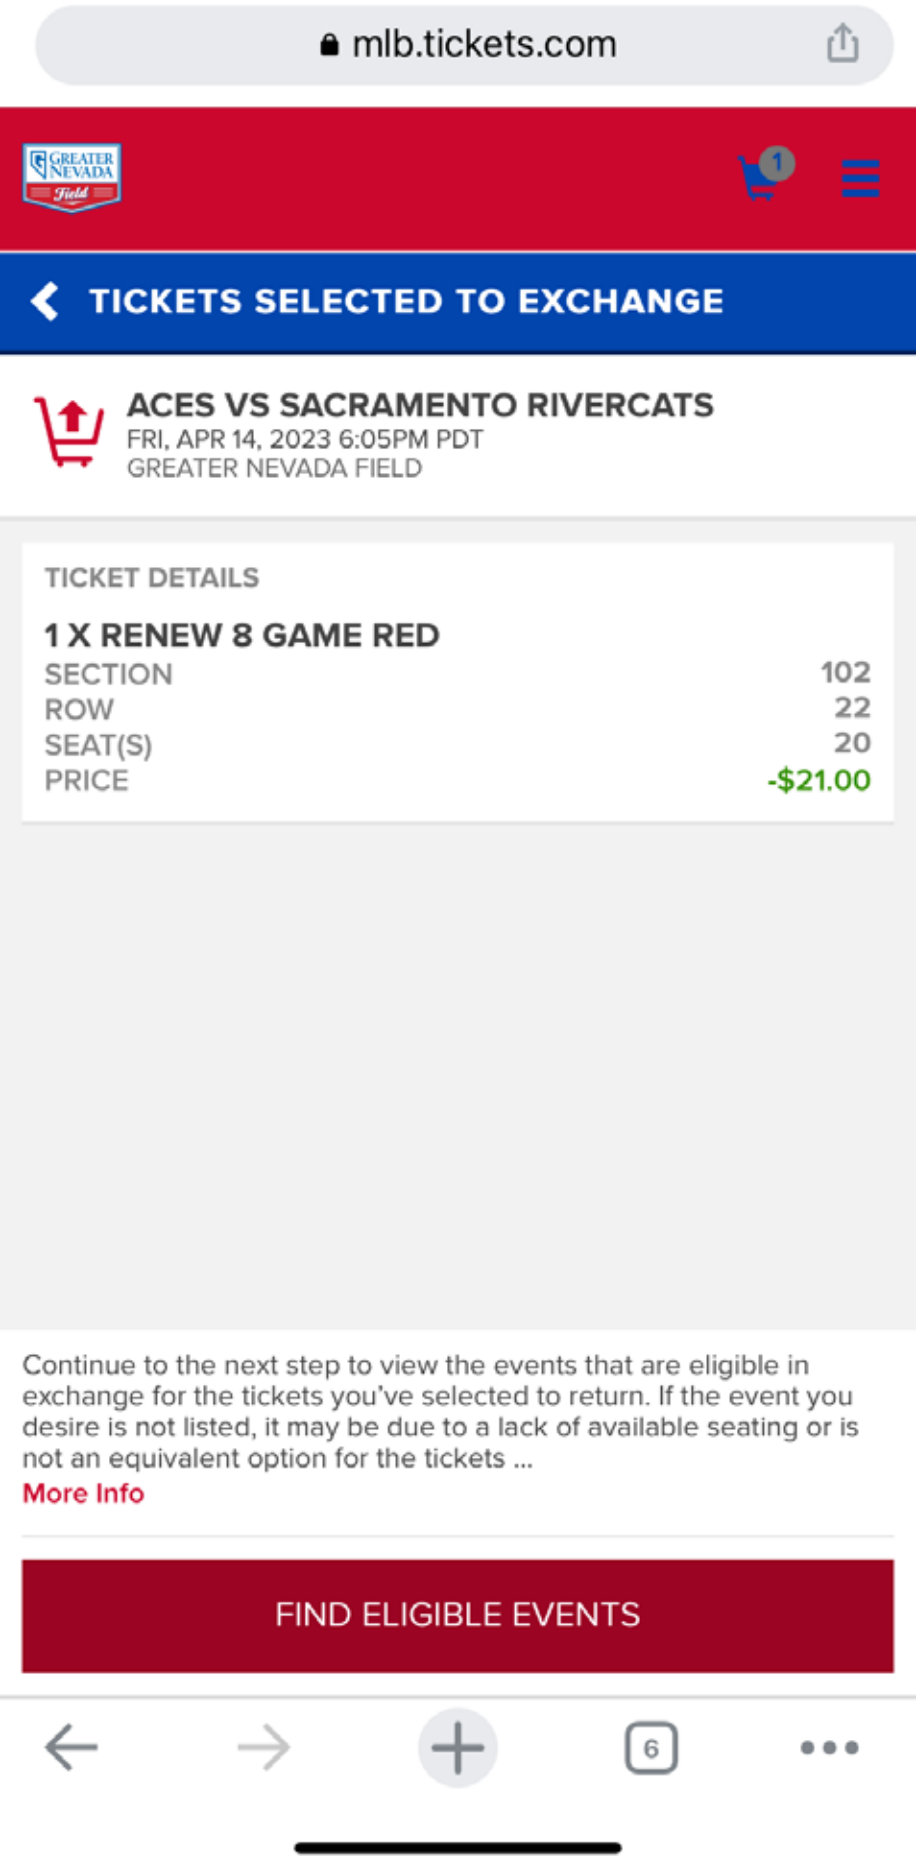 mlb.tickets.com
GREATER
NEVADA
Field
1
TICKETS SELECTED TO EXCHANGE
ACES VS SACRAMENTO RIVERCATS
FRI, APR 14, 2023 6:05PM PDT
GREATER NEVADA FIELD
TICKET DETAILS
1 X RENEW 8 GAME RED
SECTION 102
ROW 22
SEAT(S) 20
PRICE -$21.00
Continue to the next step to view the events that are eligible in
exchange for the tickets you've selected to return. If the event you
desire is not listed, it may be due to a lack of available seating or is
not an equivalent option for the tickets ...
More Info
FIND ELIGIBLE EVENTS
6